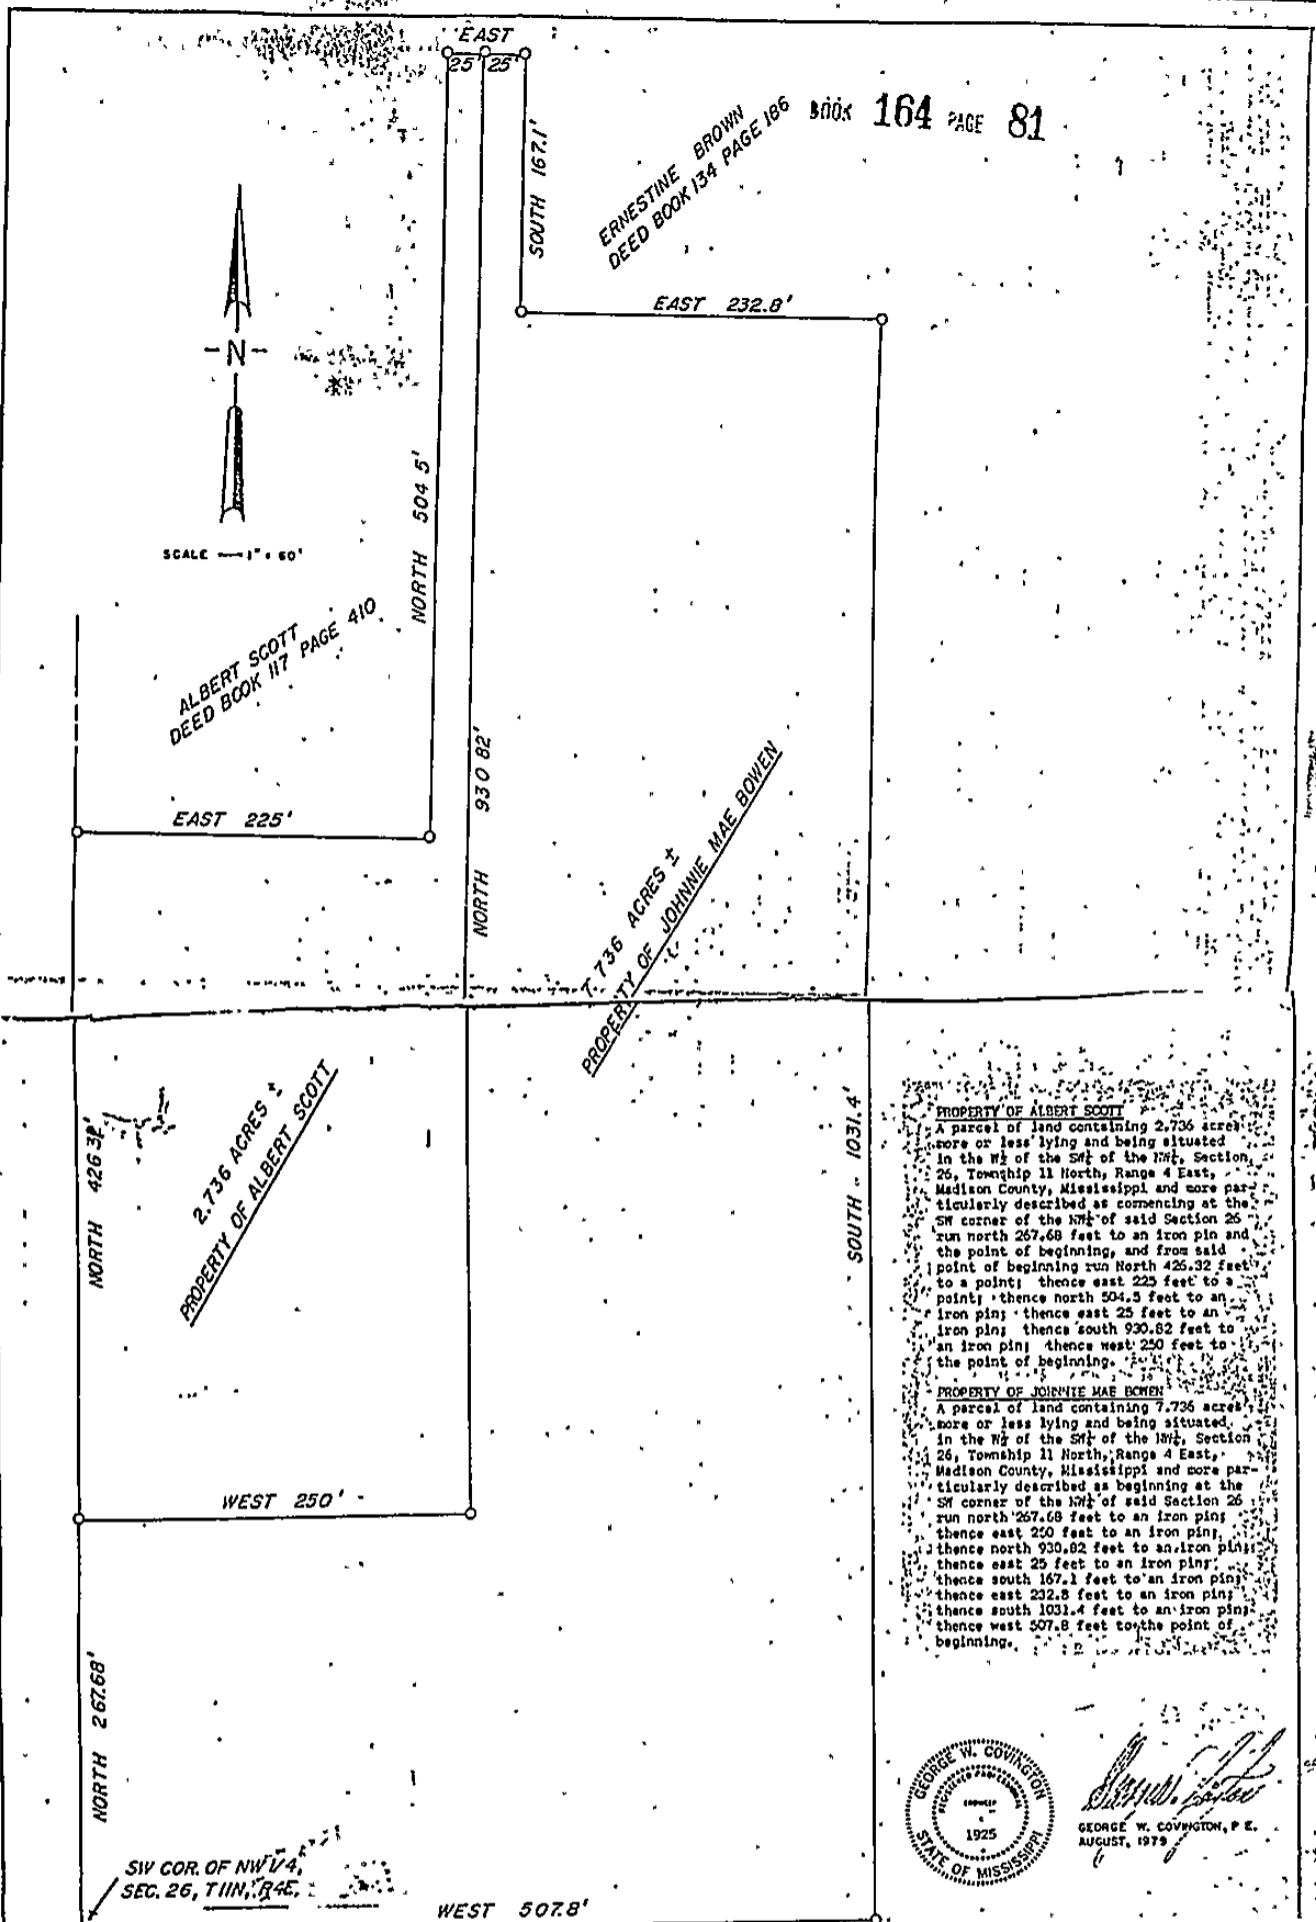 EAST
25' 25'
BOOK 164 PAGE 81
SOUTH 167.1'
ERNESTINE BROWN
DEED BOOK 134 PAGE 186
EAST 232.8'
-N-
SCALE — 1" = 60'
NORTH 504 5'
ALBERT SCOTT
DEED BOOK 117 PAGE 410
EAST 225'
NORTH 930 82'
7.736 ACRES ±
PROPERTY OF JOHNNIE MAE BOWEN
2.736 ACRES ±
PROPERTY OF ALBERT SCOTT
NORTH 426 32'
SOUTH - 1031.4'
PROPERTY OF ALBERT SCOTT
A parcel of land containing 2.736 acres
more or less lying and being situated
in the W½ of the SW¼ of the NW¼, Section
26, Township 11 North, Range 4 East,
Madison County, Mississippi and more par-
ticularly described as commencing at the
SW corner of the NW¼ of said Section 26
run north 267.68 feet to an iron pin and
the point of beginning, and from said
point of beginning run North 426.32 feet
to a point; thence east 225 feet to a
point; thence north 504.5 feet to an
iron pin; thence east 25 feet to an
iron pin; thence south 930.82 feet to
an iron pin; thence west 250 feet to
the point of beginning.
PROPERTY OF JOHNNIE MAE BOWEN
A parcel of land containing 7.736 acres
more or less lying and being situated
in the W½ of the SW¼ of the NW¼, Section
26, Township 11 North, Range 4 East,
Madison County, Mississippi and more par-
ticularly described as beginning at the
SW corner of the NW¼ of said Section 26
run north 267.68 feet to an iron pin;
thence east 250 feet to an iron pin;
thence north 930.82 feet to an iron pin;
thence east 25 feet to an iron pin;
thence south 167.1 feet to an iron pin;
thence east 232.8 feet to an iron pin;
thence south 1031.4 feet to an iron pin;
thence west 507.8 feet to the point of
beginning.
WEST 250'
NORTH 267.68'
GEORGE W. COVINGTON
REGISTERED PROFESSIONAL
1925
STATE OF MISSISSIPPI
GEORGE W. COVINGTON, P.E.
AUGUST, 1979
SW COR. OF NW 1/4,
SEC. 26, T11N, R4E.
WEST 507.8'